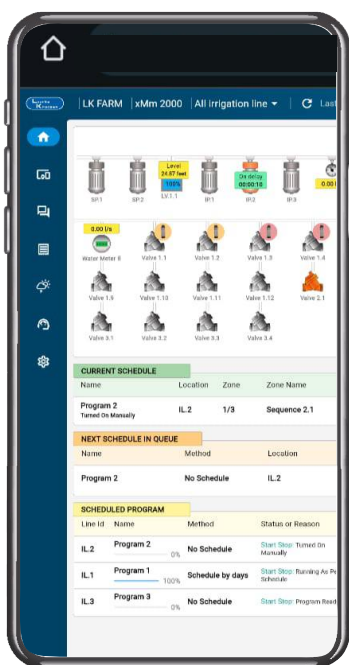 LK FARM | xMm 2000 | All irrigation line Last
Level
24.87 feet
100%
On delay
00:00:10
0.00 l
SP.1 SP.2 LV.1.1 IP.1 IP.2 IP.3
0.00 l/s
Water Meter 6 Valve 1.1 Valve 1.2 Valve 1.3 Valve 1.4
Valve 1.5 Valve 1.10 Valve 1.11 Valve 1.12 Valve 2.1
Valve 3.1 Valve 3.2 Valve 3.3 Valve 3.4
CURRENT SCHEDULE
Name Location Zone Zone Name
Program 2 IL.2 1/3 Sequence 2.1
Turned On Manually
NEXT SCHEDULE IN QUEUE
Name Method Location
Program 2 No Schedule IL.2
SCHEDULED PROGRAM
Line Id Name Method Status or Reason
IL.2 Program 2 0% No Schedule Start Stop: Turned On
Manually
IL.1 Program 1 100% Schedule by days Start Stop: Running As Pe
Schedule
IL.3 Program 3 0% No Schedule Start Stop: Program Read